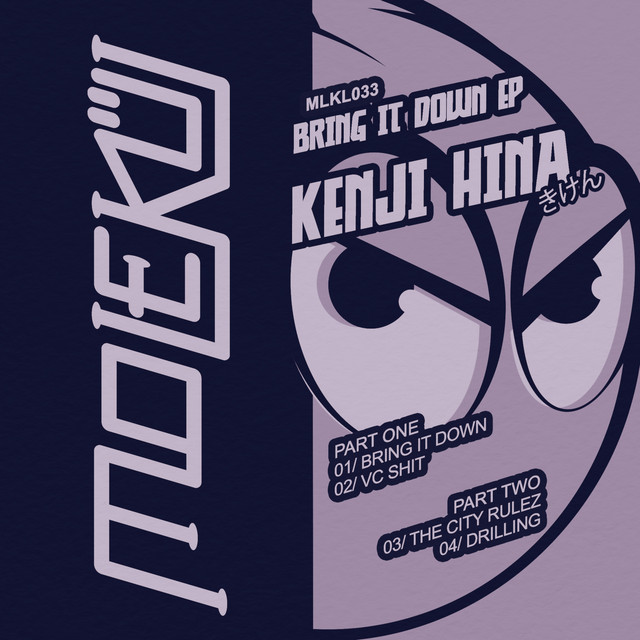 MOLEKÜL
MLKL033
BRING IT DOWN EP
KENJI HINA
きけん
PART ONE
01/ BRING IT DOWN
02/ VC SHIT
PART TWO
03/ THE CITY RULEZ
04/ DRILLING